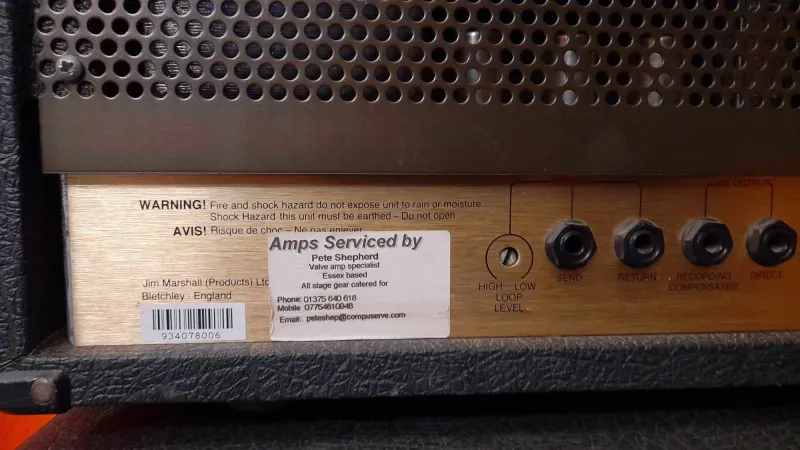 WARNING! Fire and shock hazard do not expose unit to rain or moisture.
Shock Hazard this unit must be earthed – Do not open
AVIS! Risque de choc – Ne pas enlever
Amps Serviced by
Pete Shepherd
Valve amp specialist
Essex based
All stage gear catered for
Phone: 01375 640 618
Mobile 07754810948
Email: peteshep@compuserve.com
Jim Marshall (Products) Ltd
Bletchley England
934078006
HIGH LOW
LOOP
LEVEL
SEND
RETURN
RECORDING
COMPENSATED
DIRECT